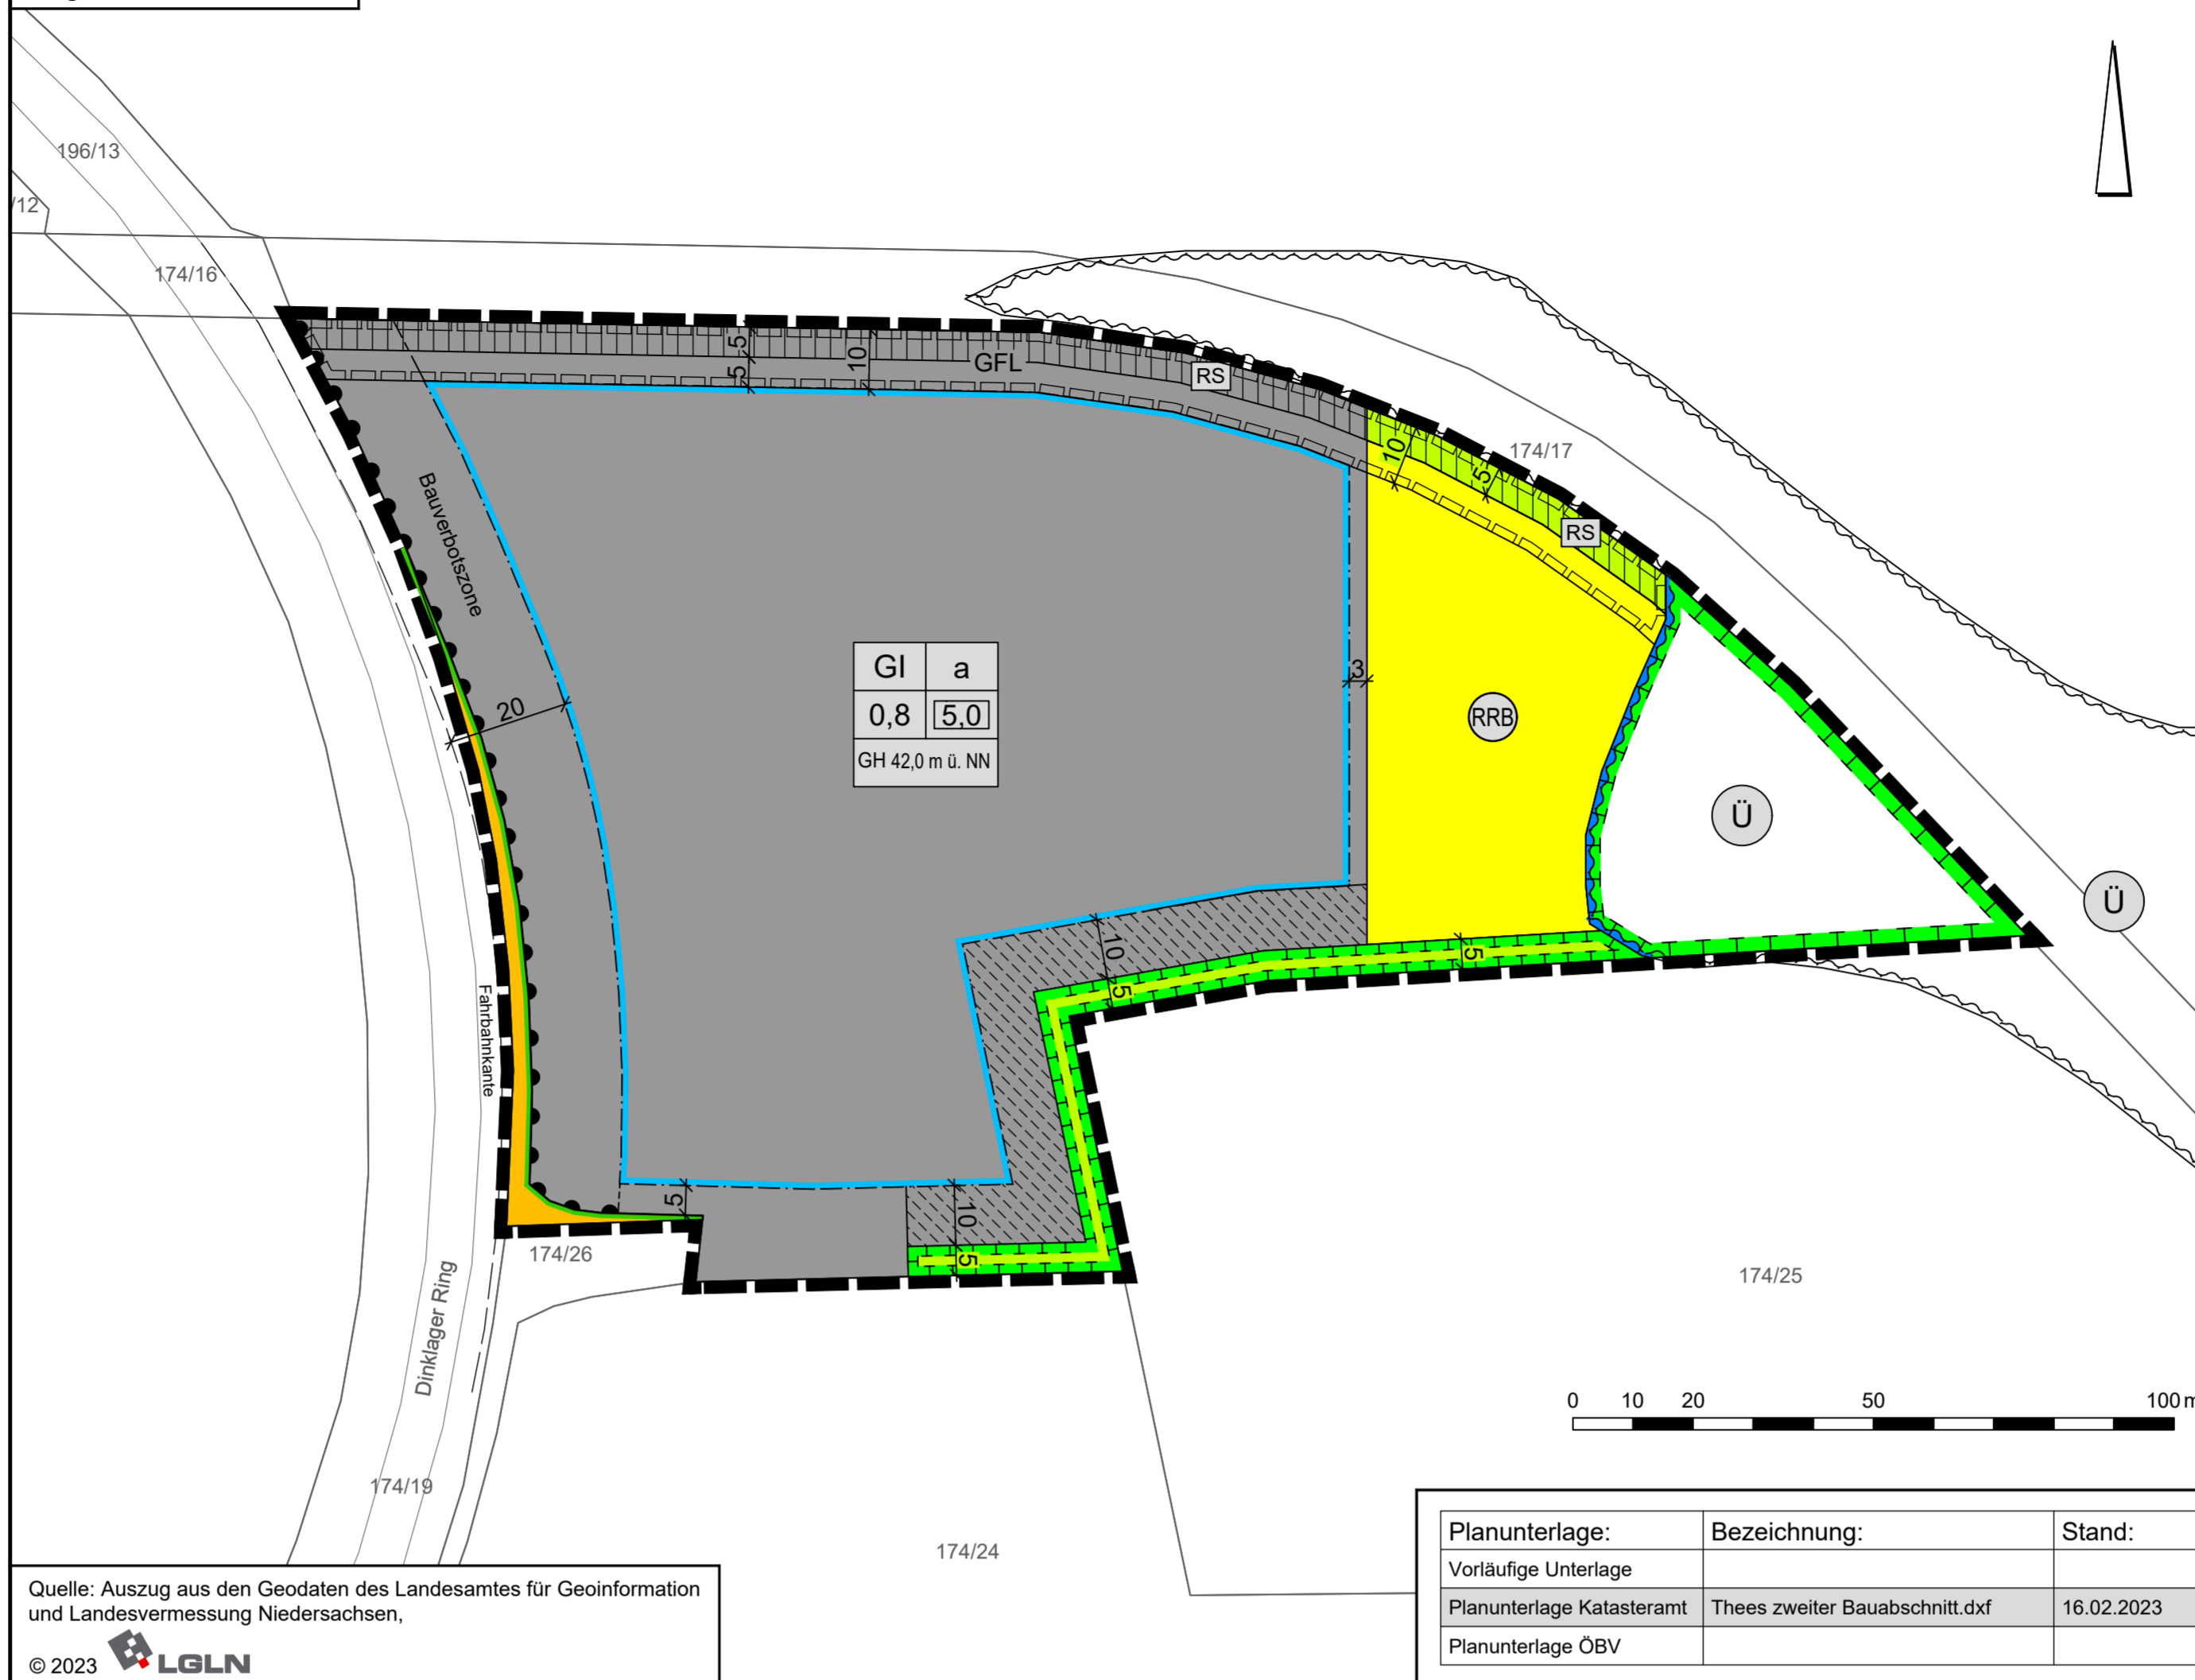 196/13
/12
174/16
5
5
10
GFL
RS
10
5
174/17
RS
Bauverbotszone
20
GI a
0,8 5,0
GH 42,0 m ü. NN
3
RRB
Ü
Ü
10
5
5
Fahrbahnkante
5
10
5
174/26
Dinklager Ring
174/25
0 10 20 50 100 m
174/19
174/24
Planunterlage: Bezeichnung: Stand:
Vorläufige Unterlage
Planunterlage Katasteramt Thees zweiter Bauabschnitt.dxf 16.02.2023
Planunterlage ÖBV
Quelle: Auszug aus den Geodaten des Landesamtes für Geoinformation
und Landesvermessung Niedersachsen,
© 2023 LGLN